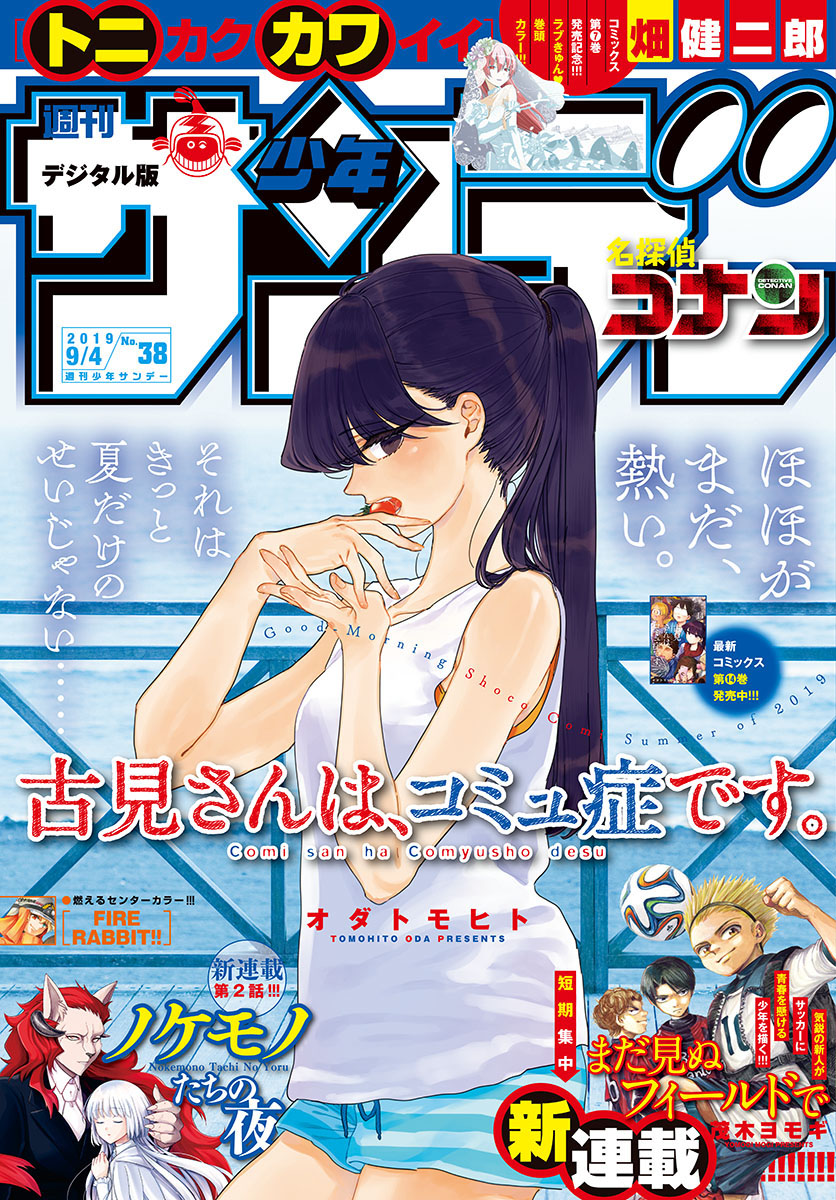 [トニカクカワイイ]
コミックス
第⑦巻
発売記念!!!
ラブきゅん♥
巻頭
カラー!!
畑健二郎
週刊
少年
サンデー
デジタル版
名探偵
コナン
DETECTIVE
CONAN
2019
9/4
No.38
週刊少年サンデー
ほほが
まだ、
熱い。
それは
きっと
夏だけの
せいじゃない……
最新
コミックス
第⑭巻
発売中!!!
Good-Morning Shoco Comi Summer of 2019
古見さんは、コミュ症です。
Comi san ha Comyusho desu
オダトモヒト
TOMOHITO ODA PRESENTS
●燃えるセンターカラー!!!
[FIRE
RABBIT!!]
新連載
第2話!!!
ノケモノ
Nokemono Tachi No Yoru
たちの
夜
気鋭の新人が
サッカーに
青春を懸ける
少年を描く!!!
短期集中
新連載
まだ見ぬ
フィールドで
茂木ヨモギ
!!!!!!!!!!